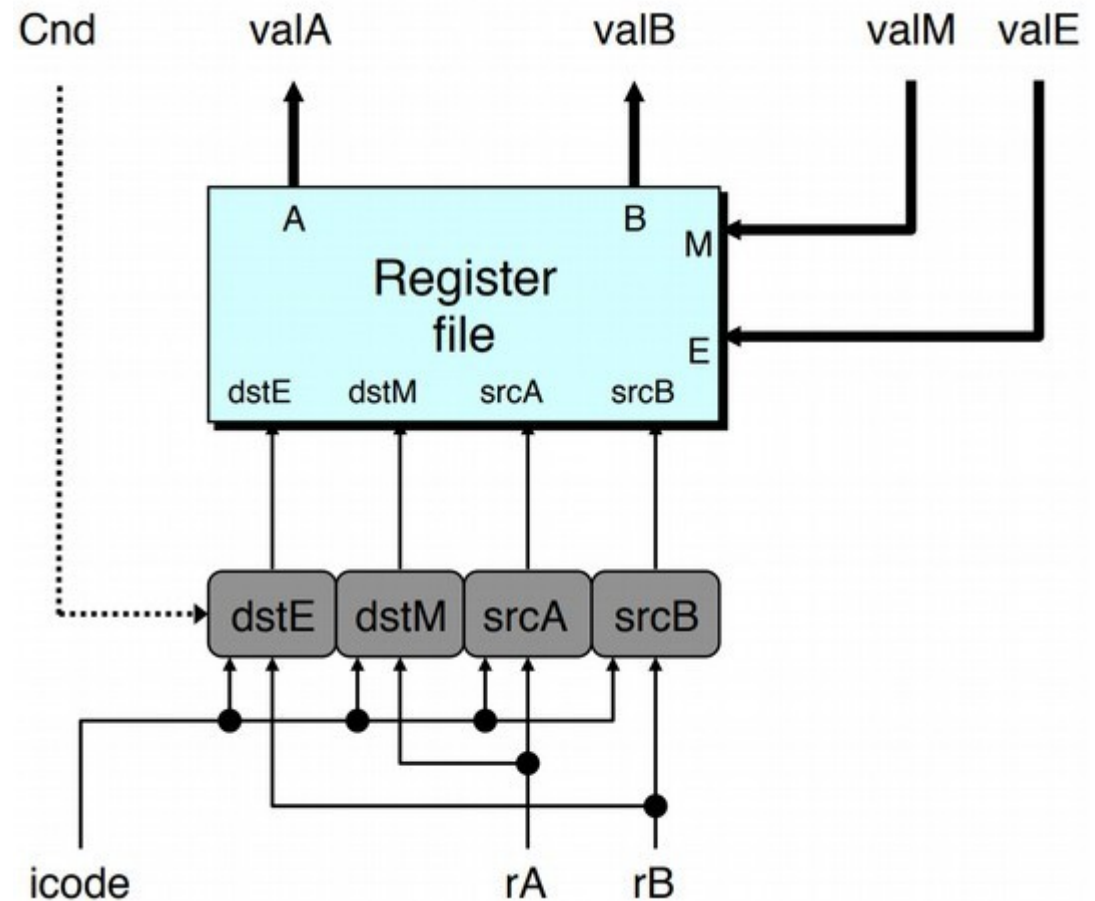 Cnd valA valB valM valE
A B
M
Register
file
E
dstE dstM srcA srcB
dstE dstM srcA srcB
icode rA rB